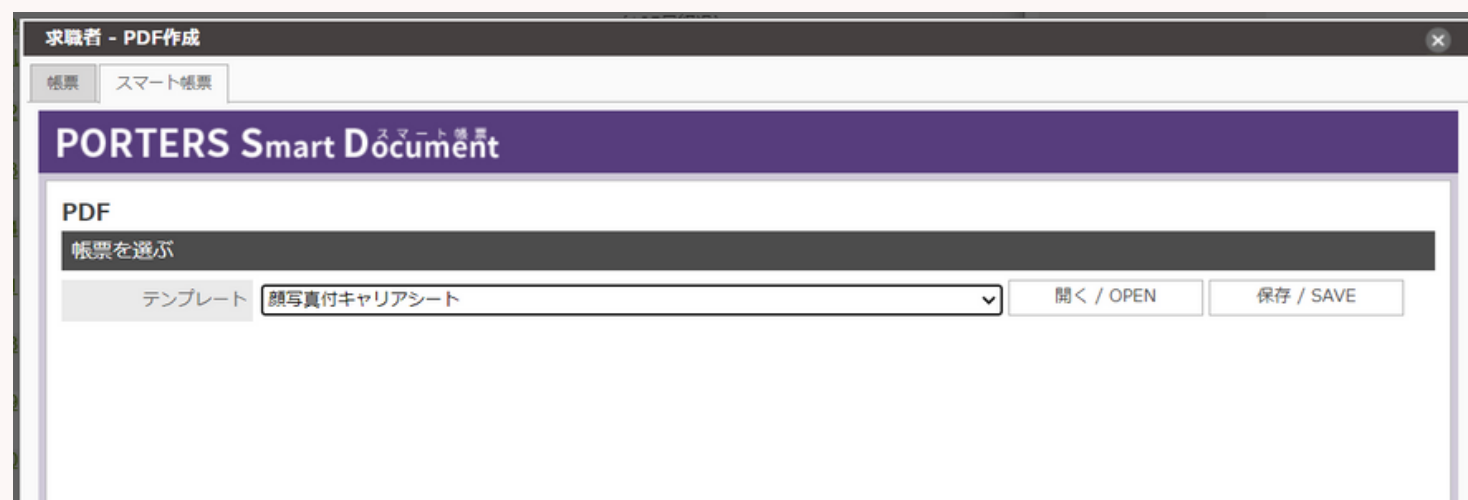 求職者 - PDF作成
帳票 スマート帳票
PORTERS Smart Document スマート帳票
PDF
帳票を選ぶ
テンプレート 顔写真付キャリアシート 開く / OPEN 保存 / SAVE